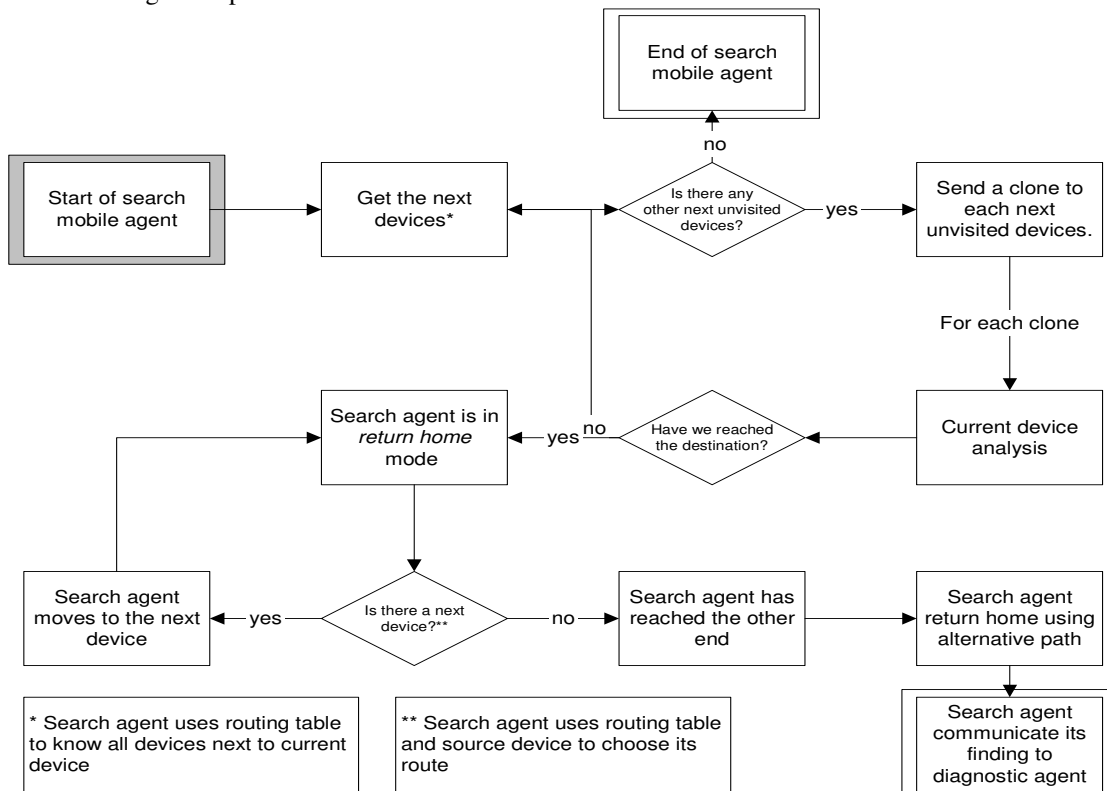 End of search
mobile agent
no
Start of search
mobile agent
Get the next
devices*
Is there any
other next unvisited
devices?
yes
Send a clone to
each next
unvisited devices.
For each clone
Search agent is in
return home
mode
yes
no
Have we reached
the destination?
Current device
analysis
Search agent
moves to the next
device
yes
Is there a next
device?**
no
Search agent has
reached the other
end
Search agent
return home using
alternative path
* Search agent uses routing table
to know all devices next to current
device
** Search agent uses routing table
and source device to choose its
route
Search agent
communicate its
finding to
diagnostic agent